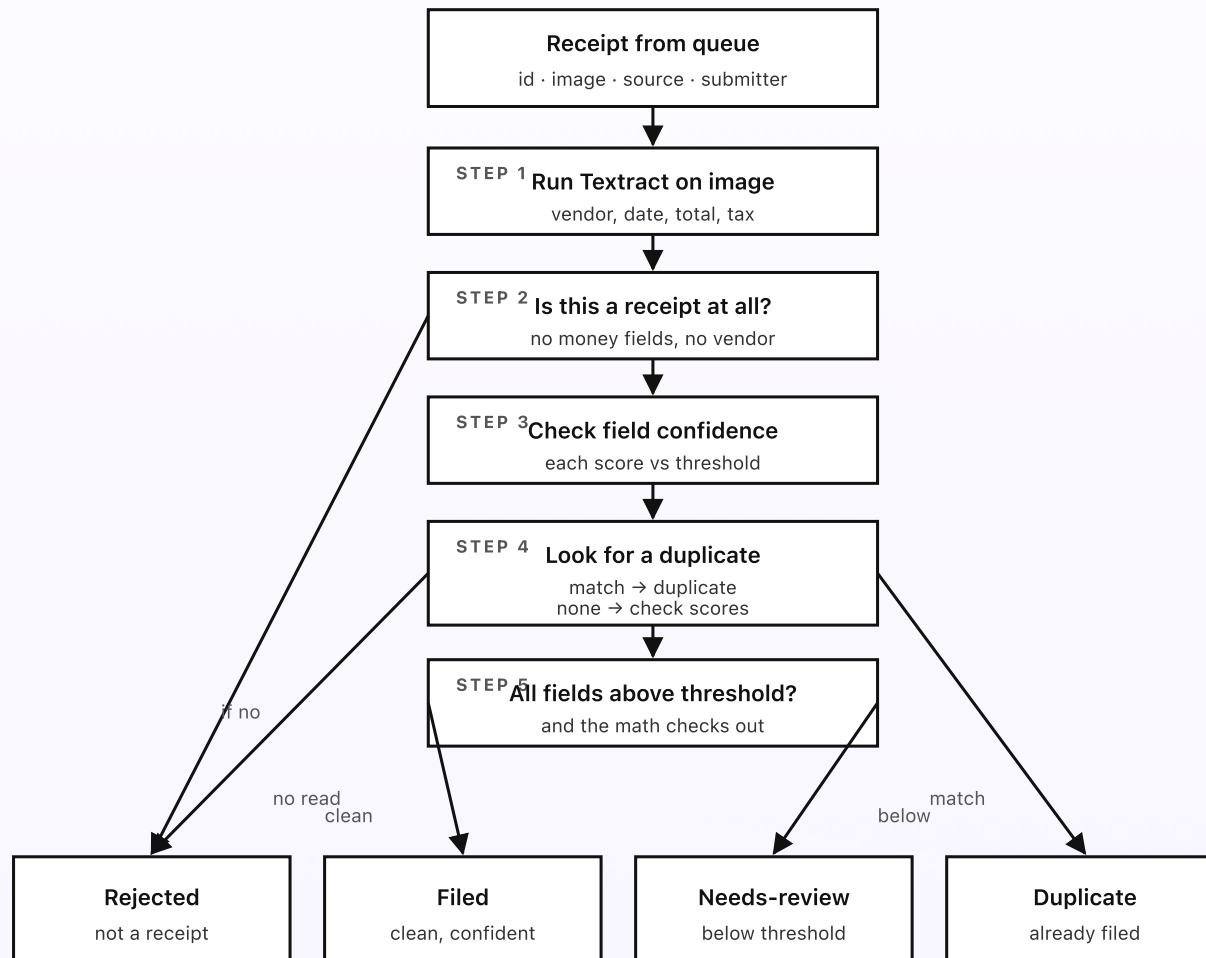 Receipt from queue
id · image · source · submitter
STEP 1
Run Textract on image
vendor, date, total, tax
STEP 2
Is this a receipt at all?
no money fields, no vendor
STEP 3
Check field confidence
each score vs threshold
STEP 4
Look for a duplicate
match → duplicate
none → check scores
STEP 5
All fields above threshold?
and the math checks out
if no
no read
clean
match
below
Rejected
not a receipt
Filed
clean, confident
Needs-review
below threshold
Duplicate
already filed